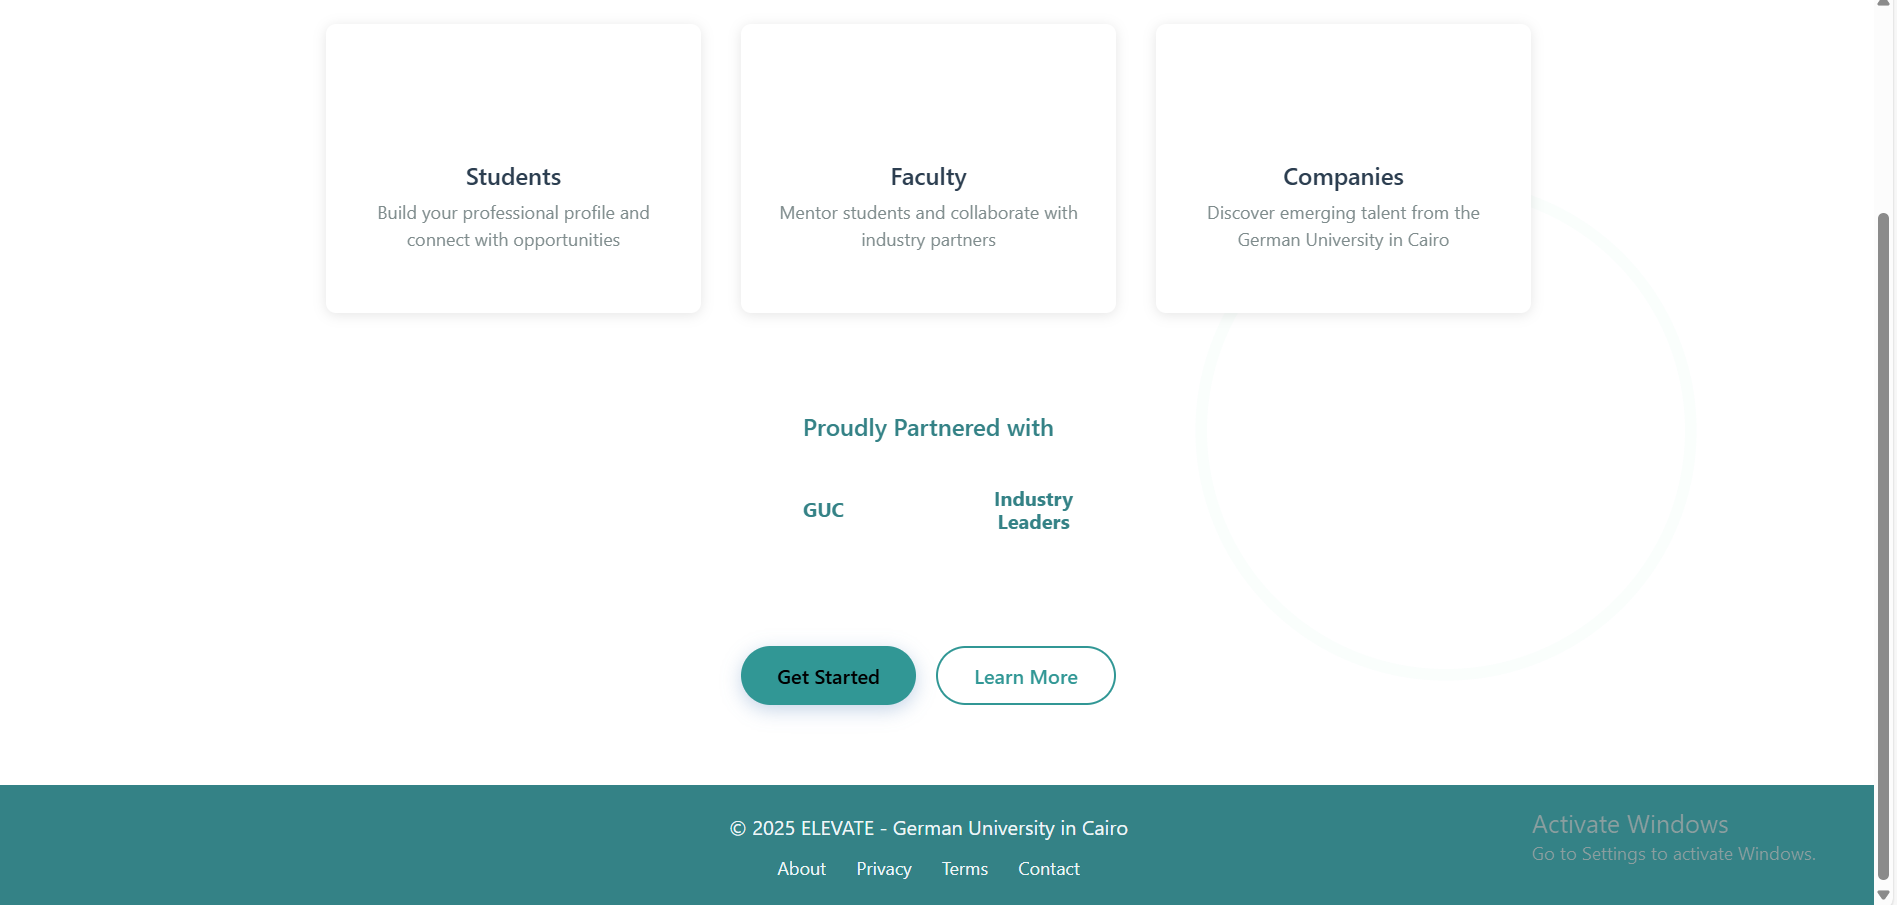 Students
Build your professional profile and
connect with opportunities
Faculty
Mentor students and collaborate with
industry partners
Companies
Discover emerging talent from the
German University in Cairo
Proudly Partnered with
GUC
Industry
Leaders
Get Started
Learn More
© 2025 ELEVATE - German University in Cairo
About Privacy Terms Contact
Activate Windows
Go to Settings to activate Windows.